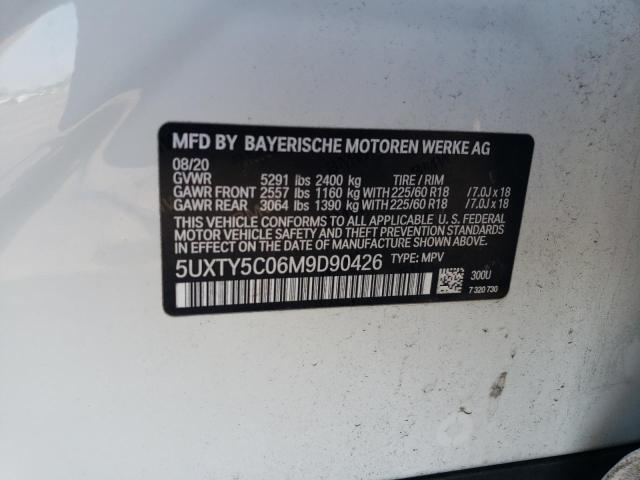 MFD BY BAYERISCHE MOTOREN WERKE AG
08/20
GVWR 5291 lbs 2400 kg TIRE / RIM
GAWR FRONT 2557 lbs 1160 kg WITH 225/60 R18 /7.0J x 18
GAWR REAR 3064 lbs 1390 kg WITH 225/60 R18 /7.0J x 18
THIS VEHICLE CONFORMS TO ALL APPLICABLE U. S. FEDERAL
MOTOR VEHICLE SAFETY AND THEFT PREVENTION
STANDARDS IN EFFECT ON THE
DATE OF MANUFACTURE SHOWN ABOVE.
5UXTY5C06M9D90426 TYPE: MPV
300U
7 320 730